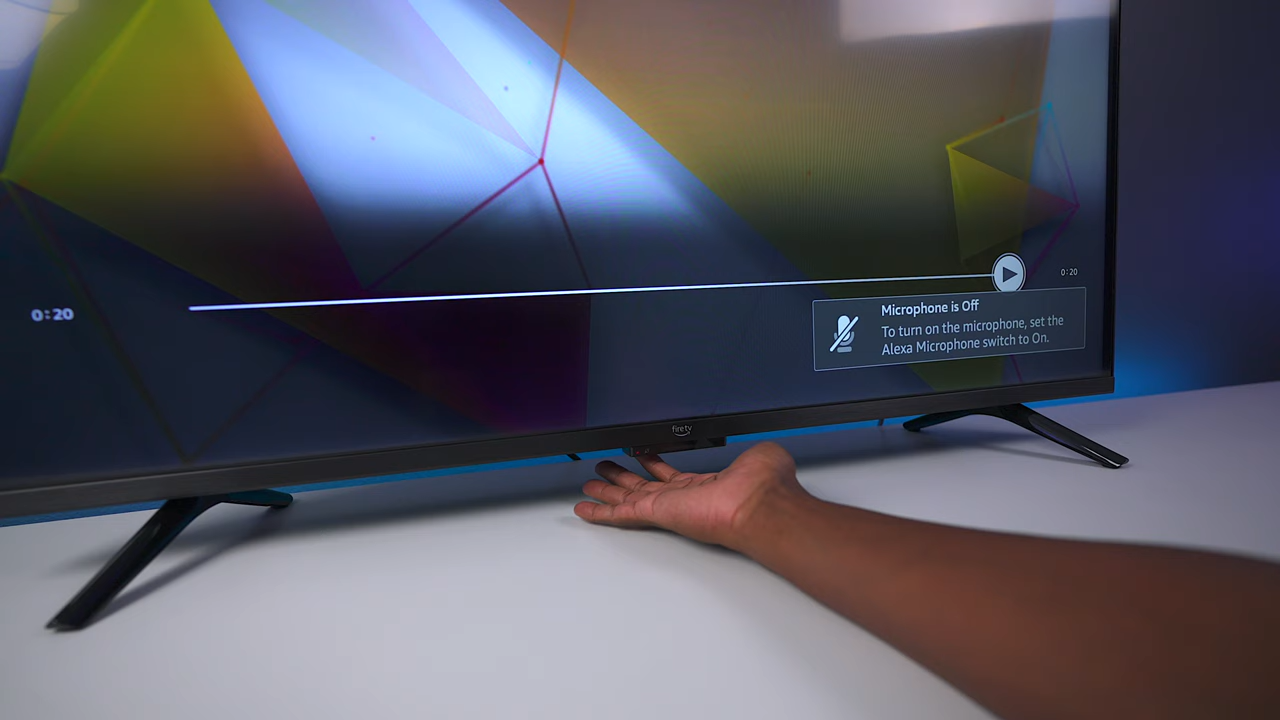 0:20
0:20
Microphone is Off
To turn on the microphone, set the
Alexa Microphone switch to On.
fire tv